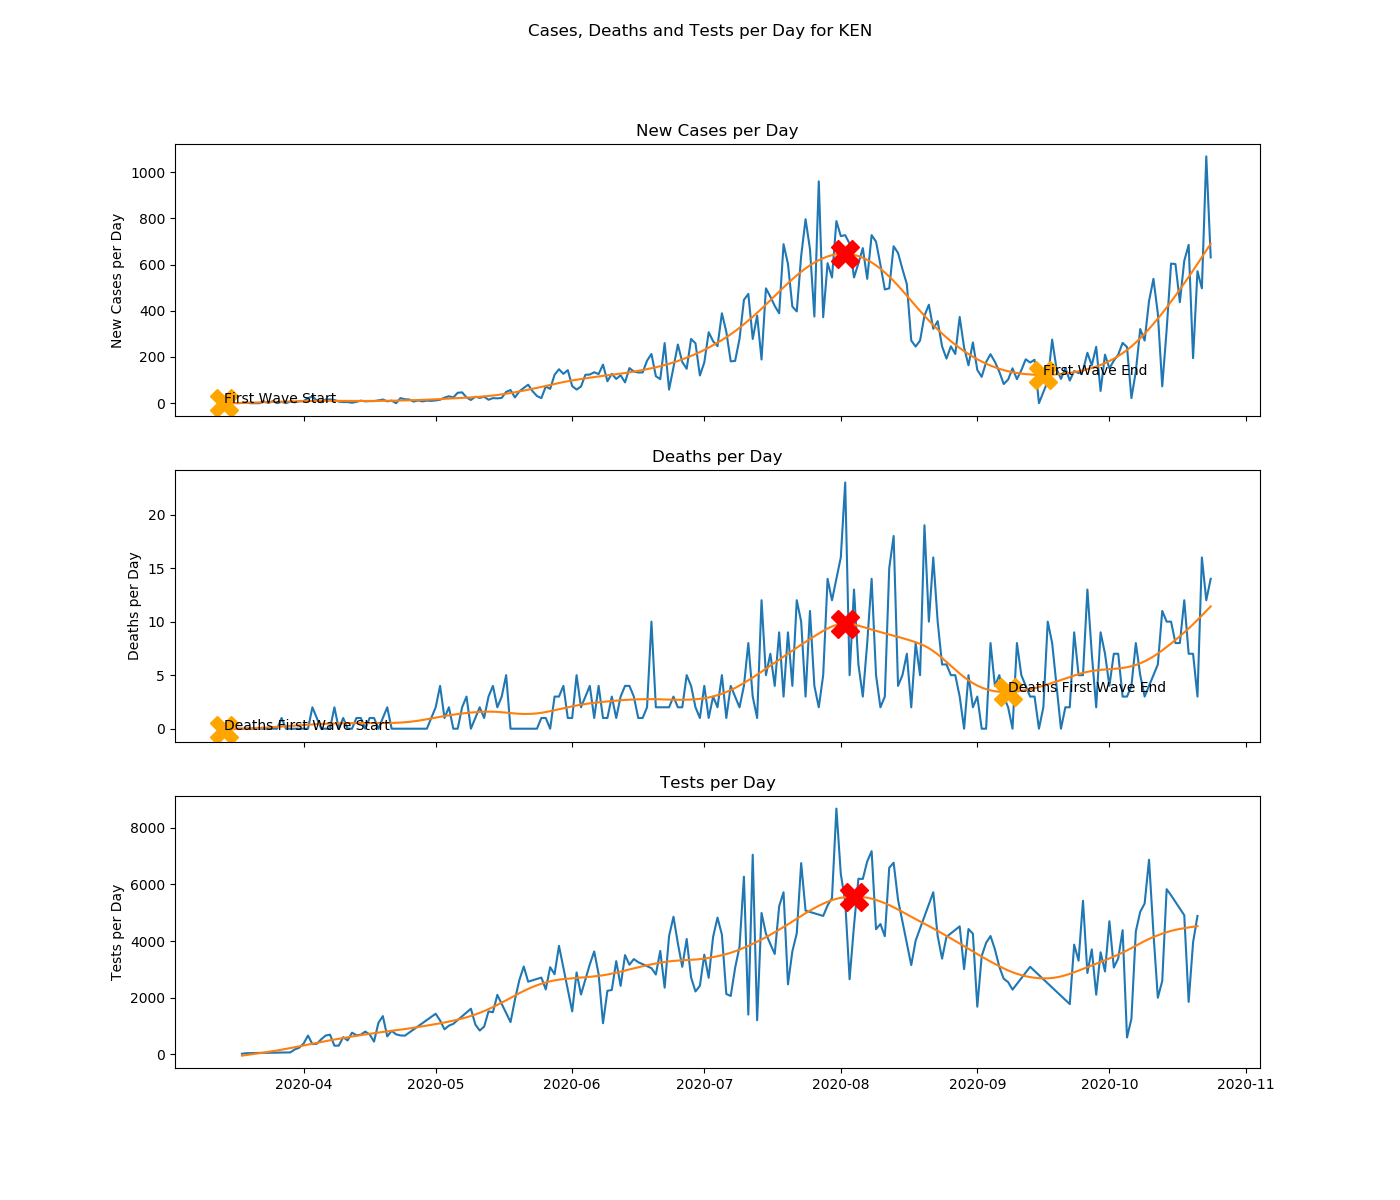 Cases, Deaths and Tests per Day for KEN
New Cases per Day
New Cases per Day
1000
800
600
400
200
0
First Wave Start
First Wave End
Deaths per Day
Deaths per Day
20
15
10
5
0
Deaths First Wave Start
Deaths First Wave End
Tests per Day
Tests per Day
8000
6000
4000
2000
0
2020-04 2020-05 2020-06 2020-07 2020-08 2020-09 2020-10 2020-11